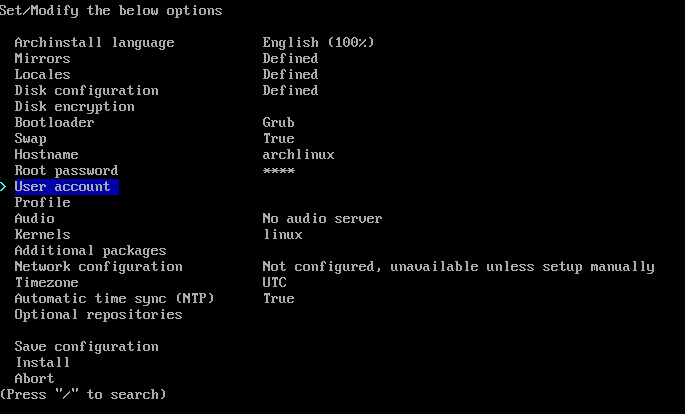 Set/Modify the below options
Archinstall language English (100%)
Mirrors Defined
Locales Defined
Disk configuration Defined
Disk encryption
Bootloader Grub
Swap True
Hostname archlinux
Root password ****
> User account
Profile
Audio No audio server
Kernels linux
Additional packages
Network configuration Not configured, unavailable unless setup manually
Timezone UTC
Automatic time sync (NTP) True
Optional repositories
Save configuration
Install
Abort
(Press "/" to search)